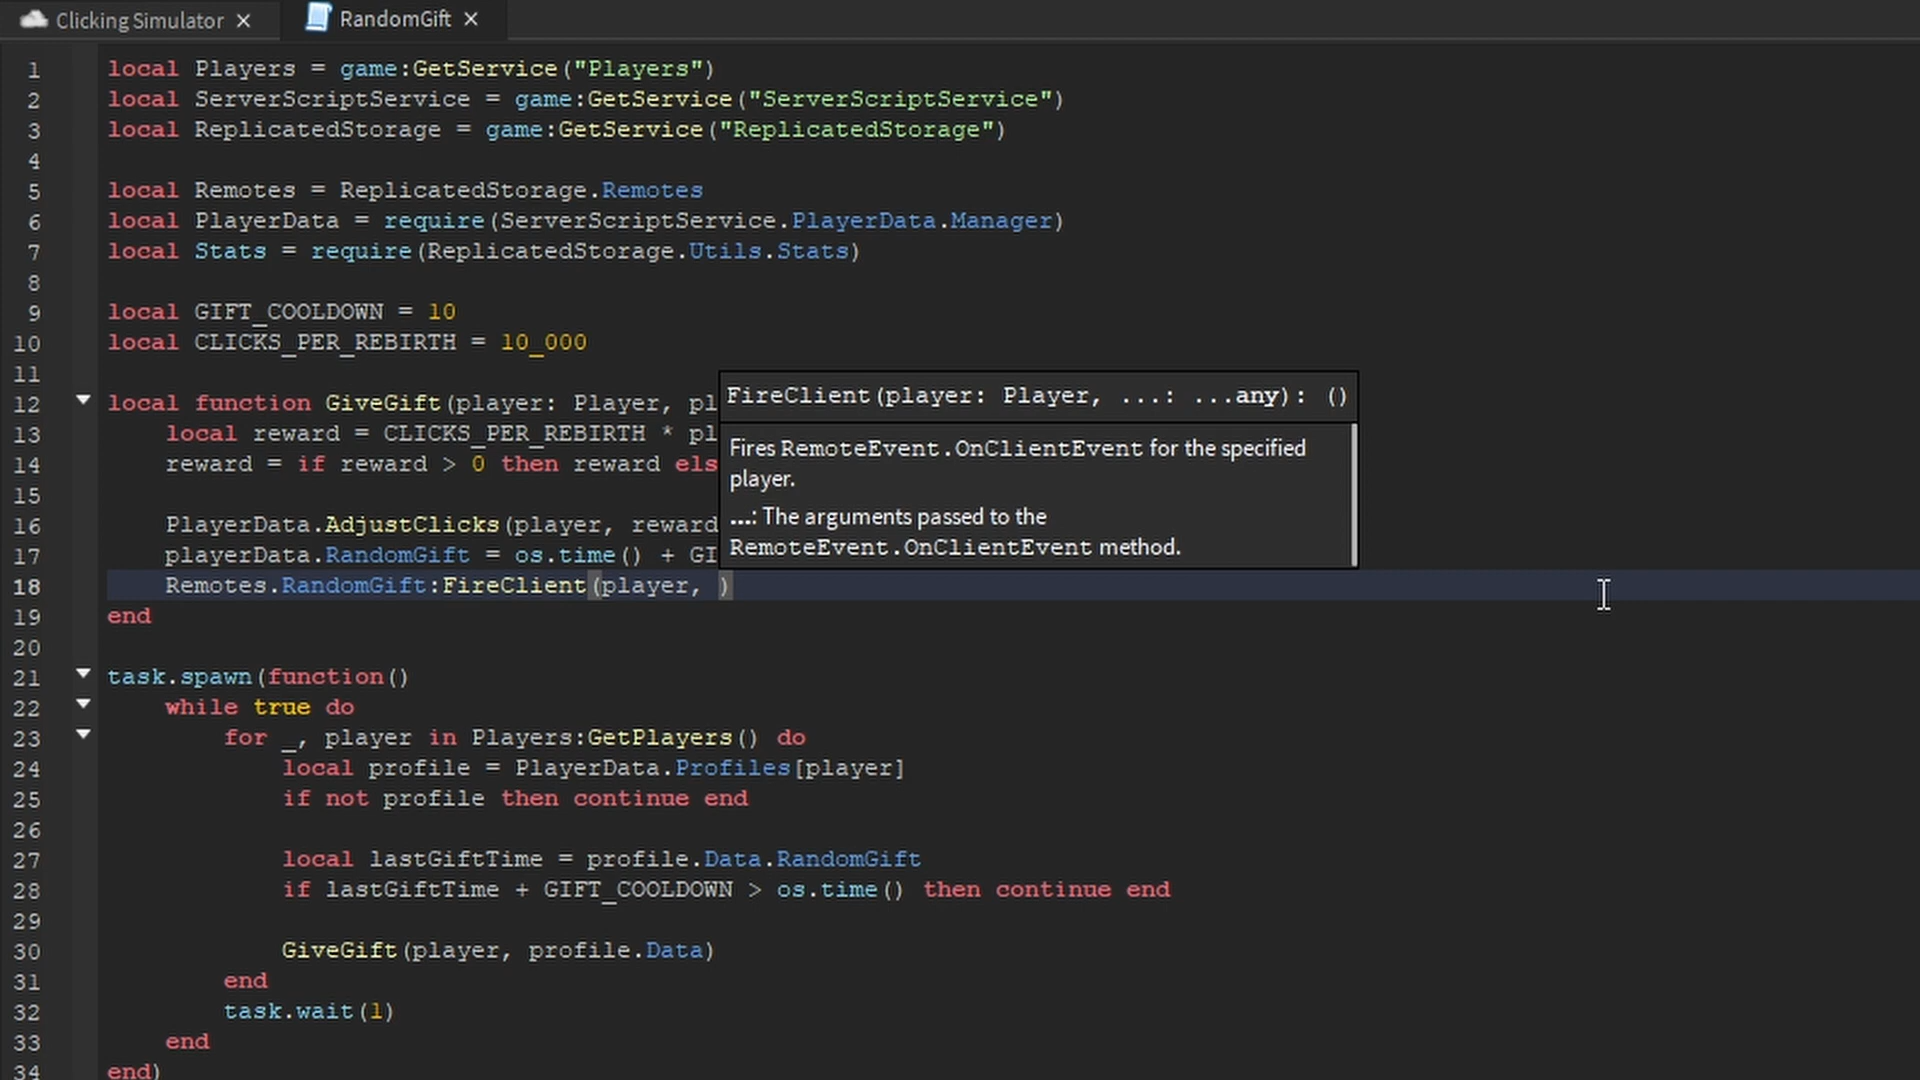 Clicking Simulator × RandomGift ×
1 local Players = game:GetService("Players")
2 local ServerScriptService = game:GetService("ServerScriptService")
3 local ReplicatedStorage = game:GetService("ReplicatedStorage")
4
5 local Remotes = ReplicatedStorage.Remotes
6 local PlayerData = require(ServerScriptService.PlayerData.Manager)
7 local Stats = require(ReplicatedStorage.Utils.Stats)
8
9 local GIFT_COOLDOWN = 10
10 local CLICKS_PER_REBIRTH = 10_000
11
12 local function GiveGift(player: Player, pl
13 local reward = CLICKS_PER_REBIRTH * pl
14 reward = if reward > 0 then reward els
15
16 PlayerData.AdjustClicks(player, reward
17 playerData.RandomGift = os.time() + GI
18 Remotes.RandomGift:FireClient(player, )
19 end
20
21 task.spawn(function()
22 while true do
23 for _, player in Players:GetPlayers() do
24 local profile = PlayerData.Profiles[player]
25 if not profile then continue end
26
27 local lastGiftTime = profile.Data.RandomGift
28 if lastGiftTime + GIFT_COOLDOWN > os.time() then continue end
29
30 GiveGift(player, profile.Data)
31 end
32 task.wait(1)
33 end
34 end)
FireClient(player: Player, ...: ...any): ()
Fires RemoteEvent.OnClientEvent for the specified
player.
...: The arguments passed to the
RemoteEvent.OnClientEvent method.